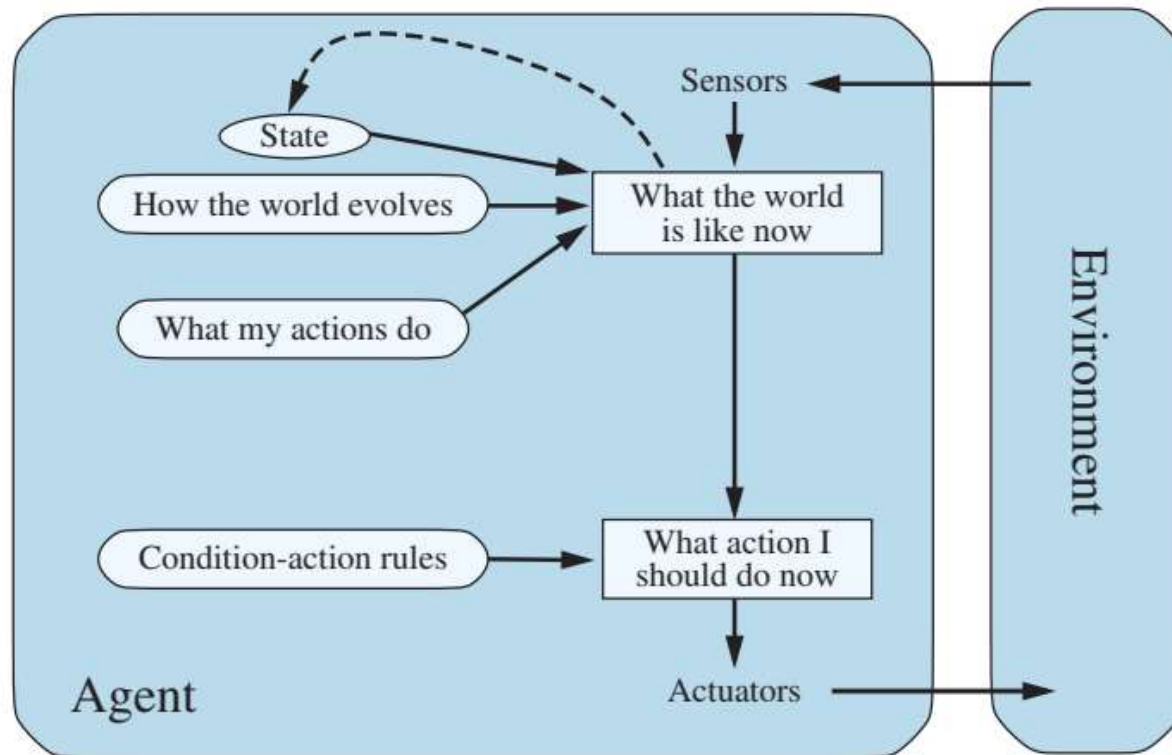 Sensors
State
How the world evolves
What the world
is like now
What my actions do
Environment
Condition-action rules
What action I
should do now
Agent
Actuators